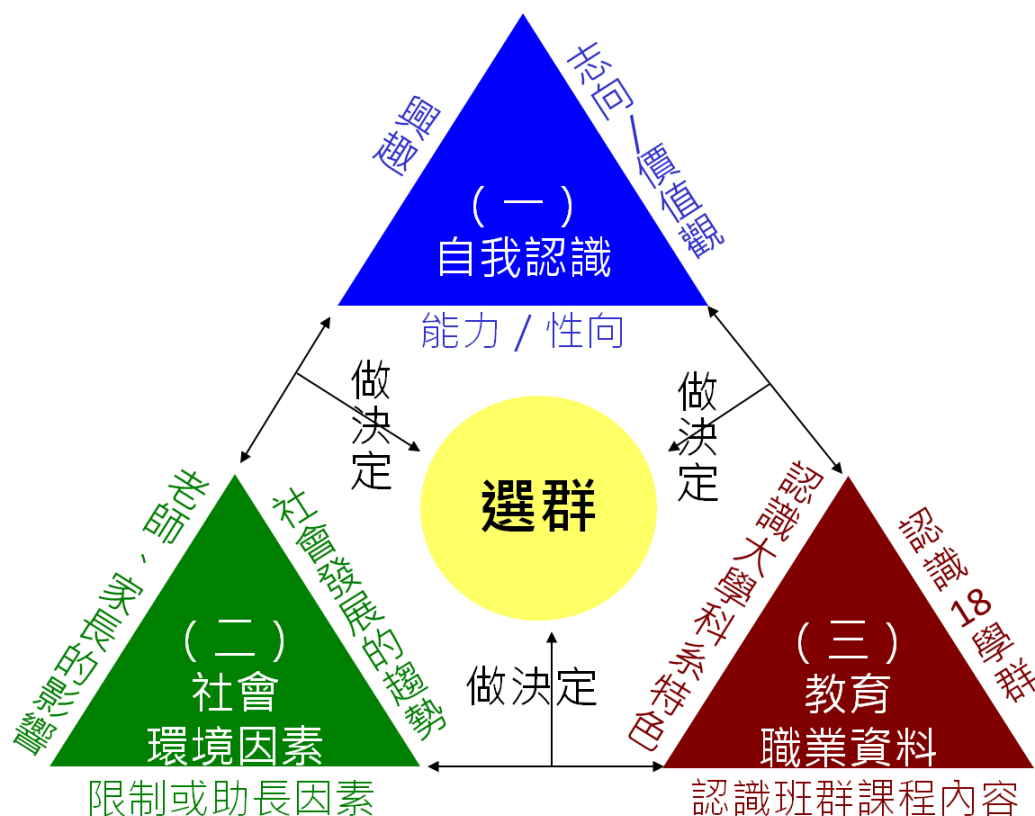 興趣
志向/價值觀
（一）
自我認識
能力/性向
做決定
做決定
選群
老師、家長的影響
社會發展的趨勢
（二）
社會
環境因素
限制或助長因素
做決定
認識大學科系特色
認識18學群
（三）
教育
職業資料
認識班群課程內容